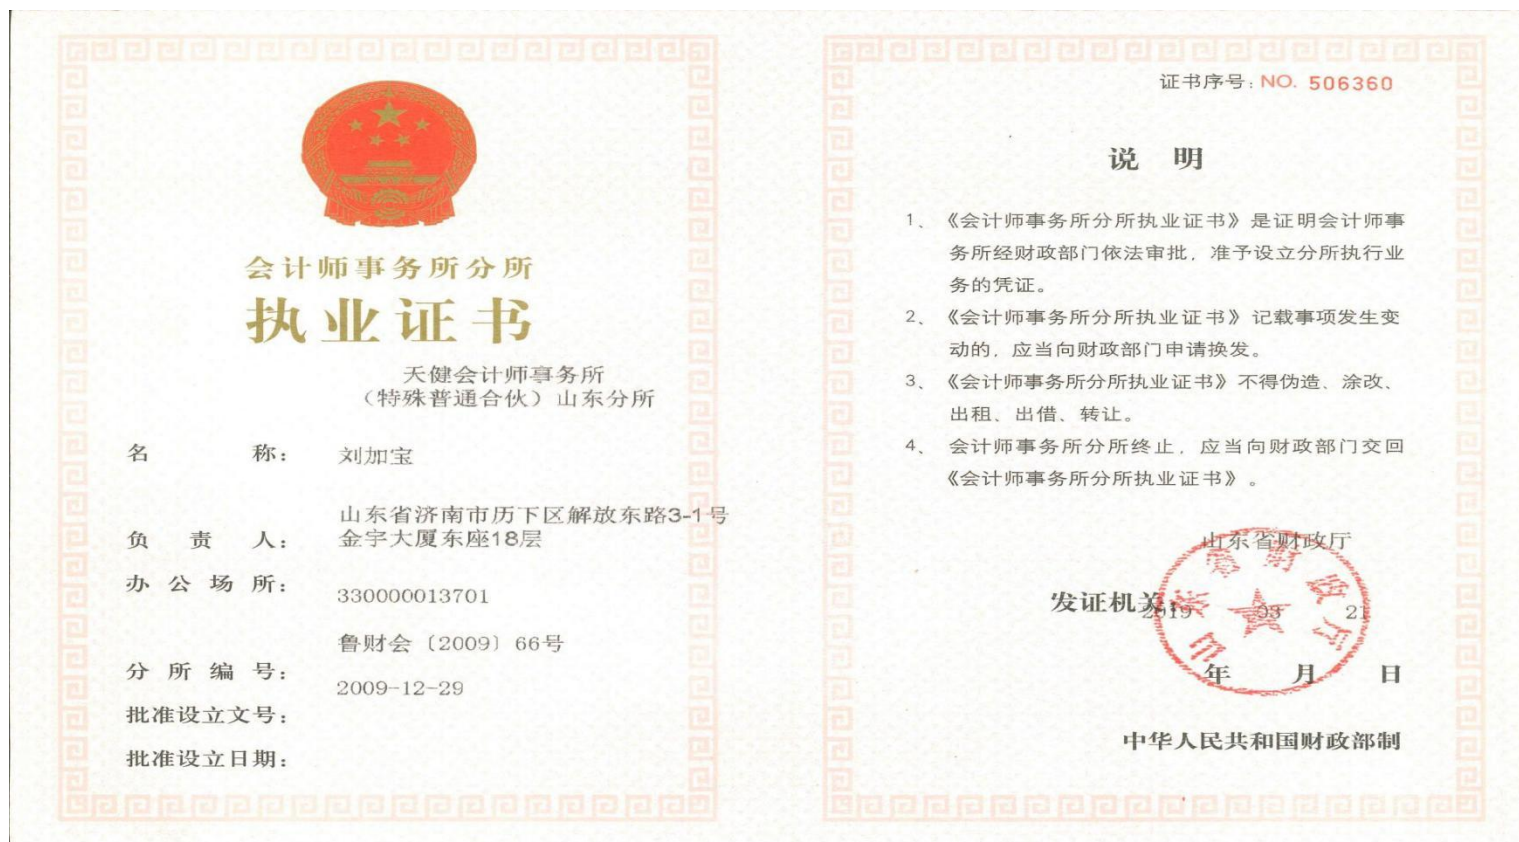 会计师事务所分所
执业证书
天健会计师事务所
（特殊普通合伙）山东分所
名 称：
刘加宝
山东省济南市历下区解放东路3-1号
负 责 人：
金宇大厦东座18层
办 公 场 所：
330000013701
鲁财会〔2009〕66号
分 所 编 号：
2009-12-29
批准设立文号：
批准设立日期：
证书序号：NO. 506360
说 明
1、《会计师事务所分所执业证书》是证明会计师事
务所经财政部门依法审批，准予设立分所执行业
务的凭证。
2、《会计师事务所分所执业证书》记载事项发生变
动的，应当向财政部门申请换发。
3、《会计师事务所分所执业证书》不得伪造、涂改、
出租、出借、转让。
4、会计师事务所分所终止，应当向财政部门交回
《会计师事务所分所执业证书》。
山东省财政厅
山东省财政厅
发证机关：
2019 03 21
年 月 日
中华人民共和国财政部制